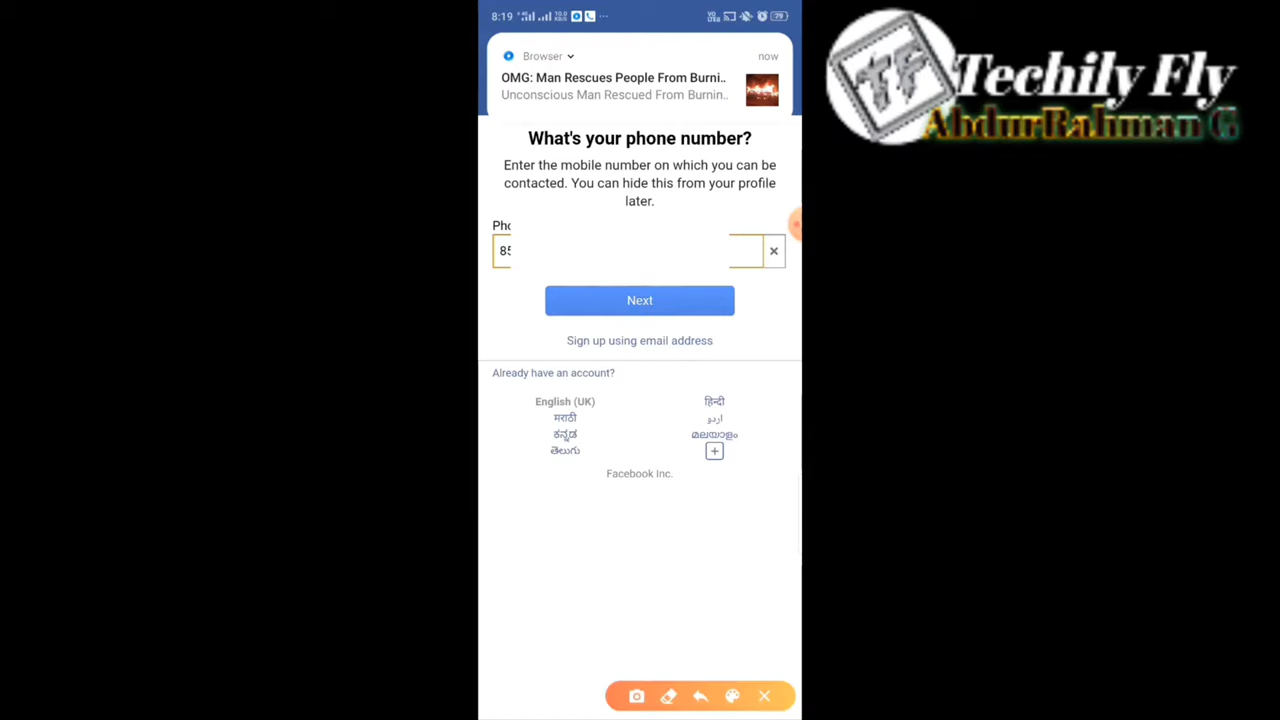 8:19
79
Browser
now
OMG: Man Rescues People From Burni..
Unconscious Man Rescued From Burnin..
What's your phone number?
Enter the mobile number on which you can be
contacted. You can hide this from your profile
later.
Pho
85
Next
Sign up using email address
Already have an account?
English (UK) हिन्दी
मराठी اردو
ಕನ್ನಡ മലയാളം
తెలుగు
Facebook Inc.
TF Techily Fly
AbdurRahman G